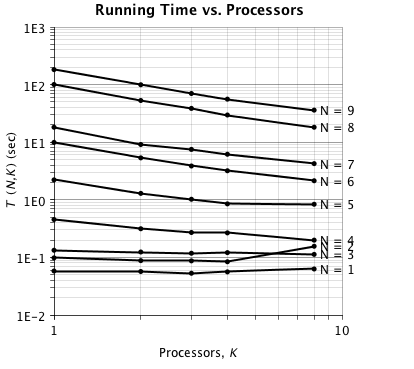 Running Time vs. Processors
1E3
1E2
1E1
1E0
1E-1
1E-2
T (N,K) (sec)
N = 9
N = 8
N = 7
N = 6
N = 5
N = 4
N = 2
N = 3
N = 1
1
10
Processors, K